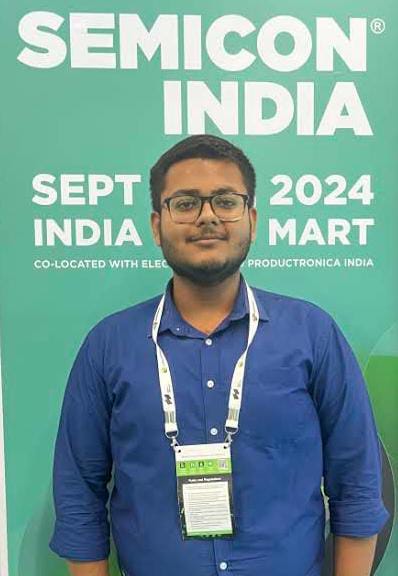 SEMICON®
INDIA
SEPT 2024
INDIA MART
CO-LOCATED WITH ELEC PRODUCTRONICA INDIA